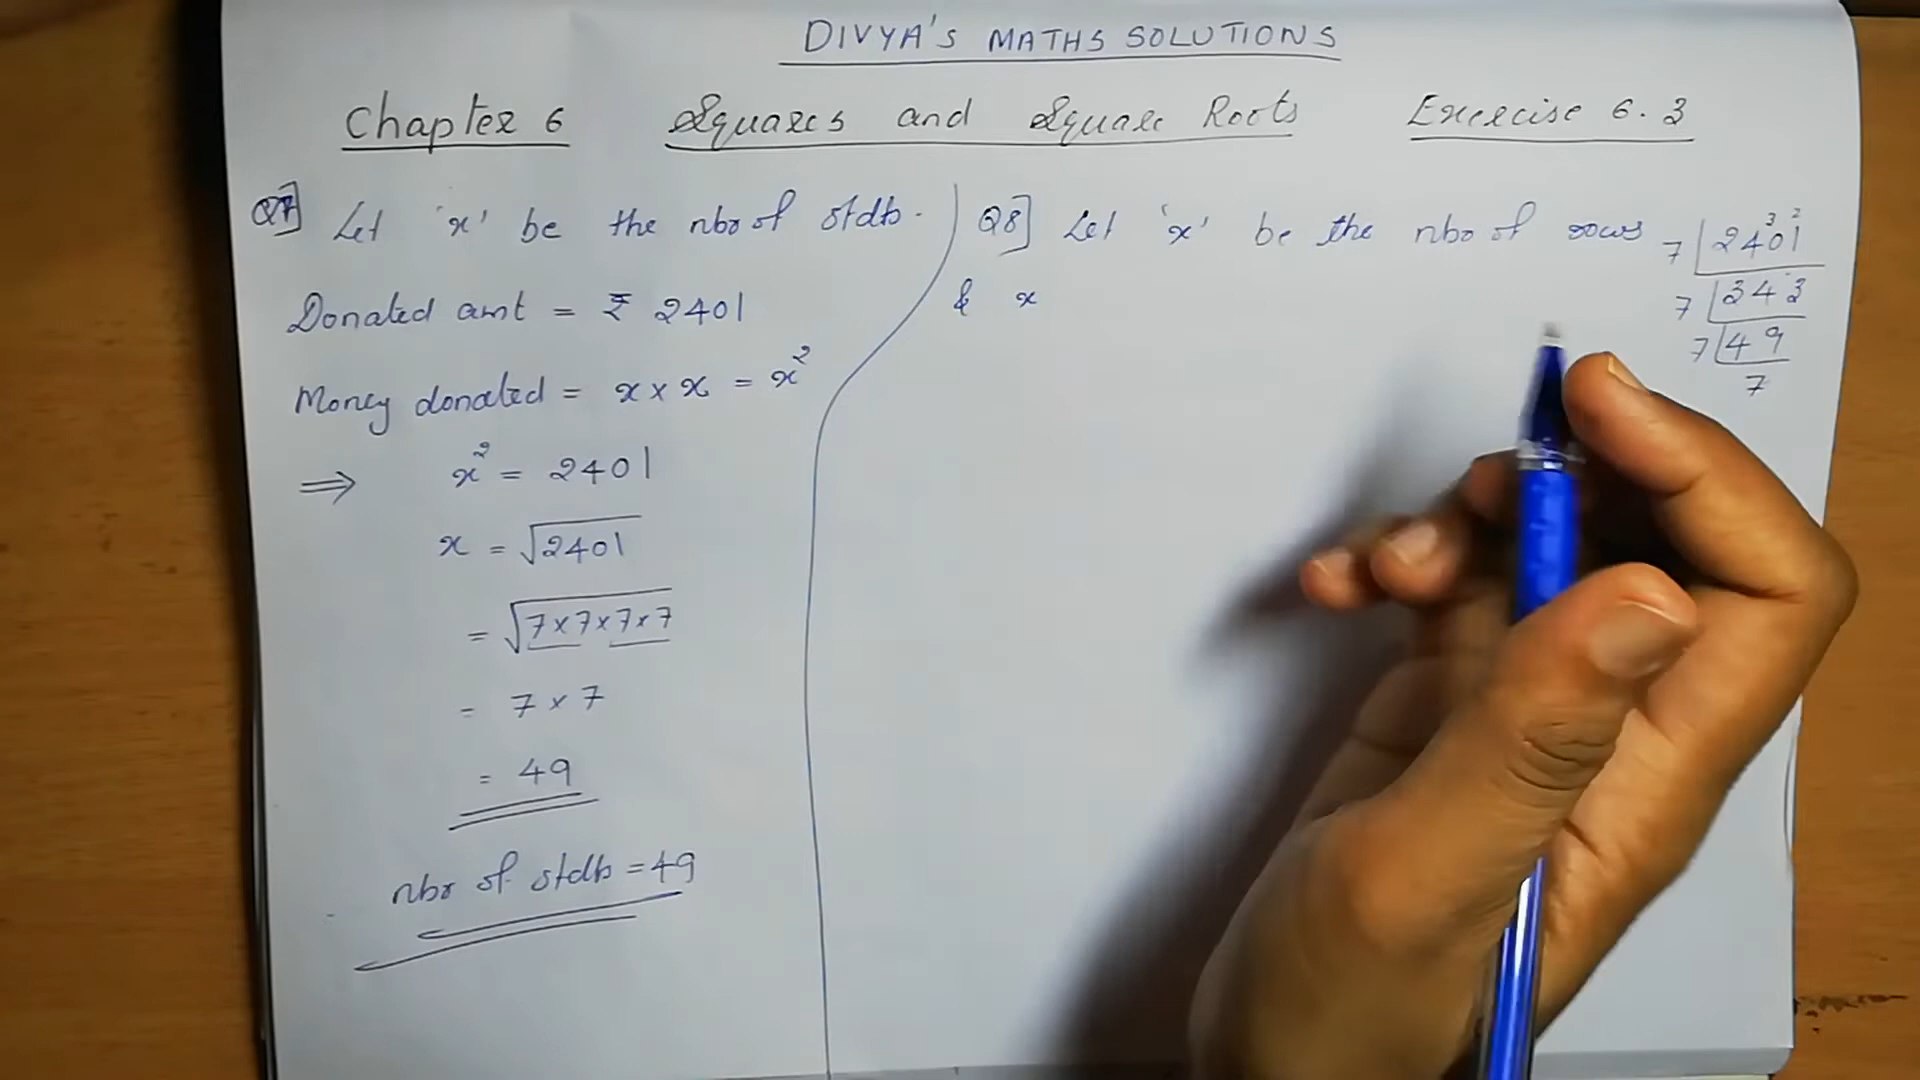 DIVYA'S MATHS SOLUTIONS
Chapter 6 Squares and Square Roots Exercise 6.3
Q7] Let 'x' be the nbr of stdts.
Donated amt = ₹ 2401
Money donated = x × x = x²
⇒ x² = 2401
x = √2401
= √7×7×7×7
= 7 × 7
= 49
nbr of stdts = 49
Q8] Let 'x' be the nbr of rows
& x
7 | 2401
3 2
7 | 343
7 | 49
7